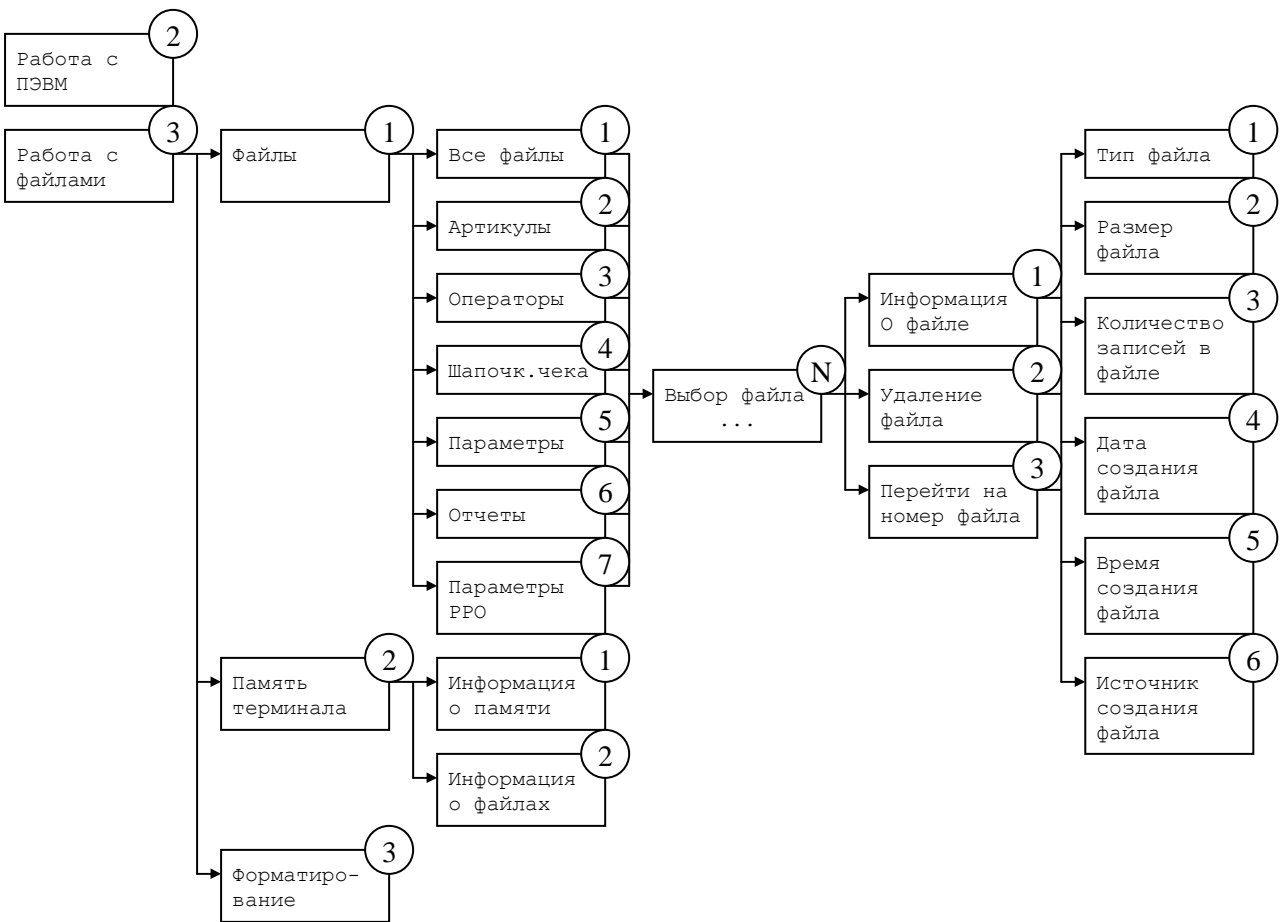 2
Работа с
ПЭВМ
3
Работа с
файлами
1
Файлы
1
Все файлы
2
Артикулы
3
Операторы
4
Шапочк.чека
5
Параметры
6
Отчеты
7
Параметры
РРО
2
Память
терминала
1
Информация
о памяти
2
Информация
о файлах
3
Форматиро-
вание
N
Выбор файла
...
1
Информация
О файле
2
Удаление
файла
3
Перейти на
номер файла
1
Тип файла
2
Размер
файла
3
Количество
записей в
файле
4
Дата
создания
файла
5
Время
создания
файла
6
Источник
создания
файла